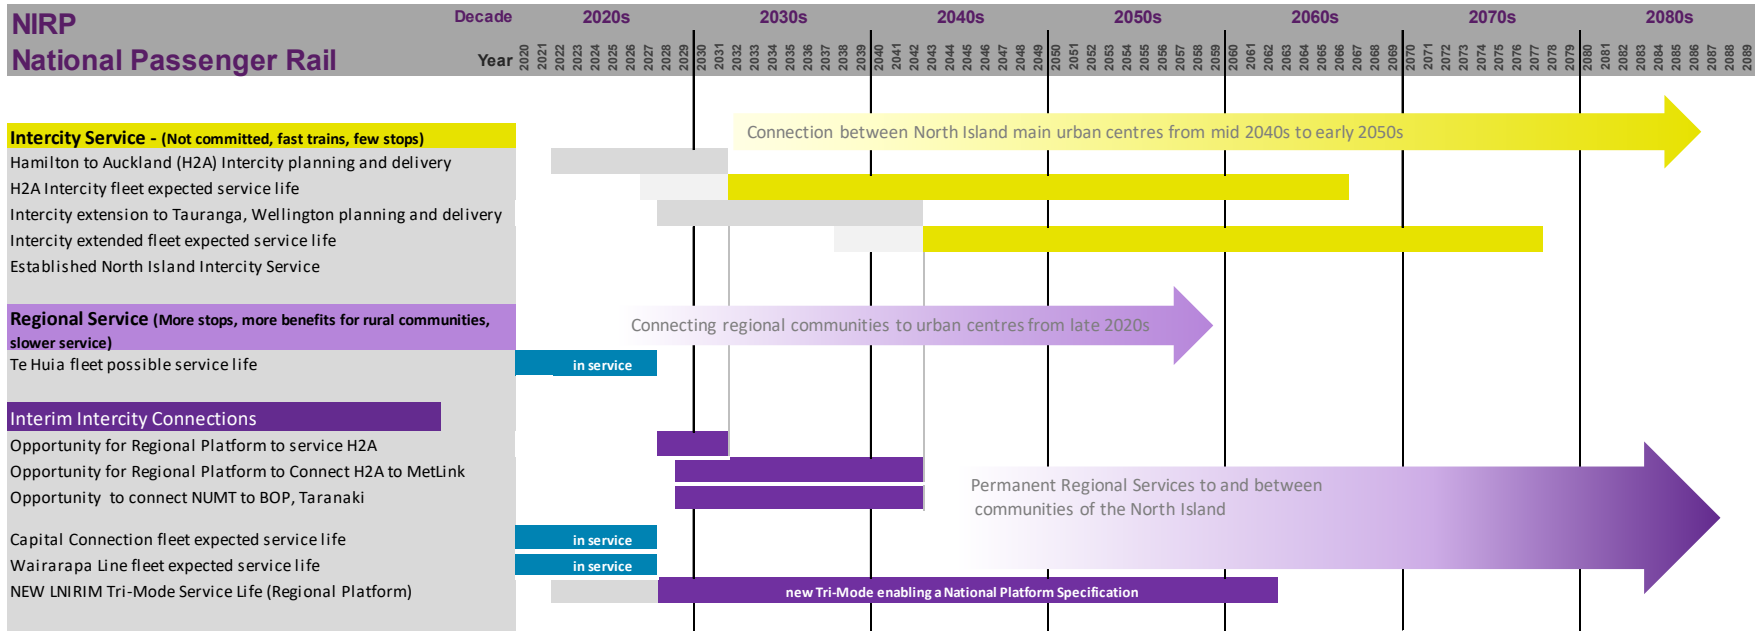 NIRP
National Passenger Rail
Decade 2020s 2030s 2040s 2050s 2060s 2070s 2080s
Year 2020 2021 2022 2023 2024 2025 2026 2027 2028 2029 2030 2031 2032 2033 2034 2035 2036 2037 2038 2039 2040 2041 2042 2043 2044 2045 2046 2047 2048 2049 2050 2051 2052 2053 2054 2055 2056 2057 2058 2059 2060 2061 2062 2063 2064 2065 2066 2067 2068 2069 2070 2071 2072 2073 2074 2075 2076 2077 2078 2079 2080 2081 2082 2083 2084 2085 2086 2087 2088 2089
Intercity Service - (Not committed, fast trains, few stops)
Connection between North Island main urban centres from mid 2040s to early 2050s
Hamilton to Auckland (H2A) Intercity planning and delivery
H2A Intercity fleet expected service life
Intercity extension to Tauranga, Wellington planning and delivery
Intercity extended fleet expected service life
Established North Island Intercity Service
Regional Service (More stops, more benefits for rural communities,
slower service)
Connecting regional communities to urban centres from late 2020s
Te Huia fleet possible service life
in service
Interim Intercity Connections
Opportunity for Regional Platform to service H2A
Opportunity for Regional Platform to Connect H2A to MetLink
Opportunity to connect NUMT to BOP, Taranaki
Permanent Regional Services to and between
communities of the North Island
Capital Connection fleet expected service life
in service
Wairarapa Line fleet expected service life
in service
NEW LNIRIM Tri-Mode Service Life (Regional Platform)
new Tri-Mode enabling a National Platform Specification